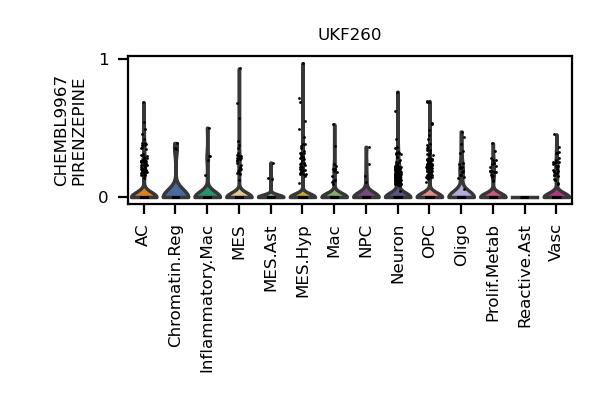 UKF260
CHEMBL9967
PIRENZEPINE
1
0
AC
Chromatin.Reg
Inflammatory.Mac
MES
MES.Ast
MES.Hyp
Mac
NPC
Neuron
OPC
Oligo
Prolif.Metab
Reactive.Ast
Vasc